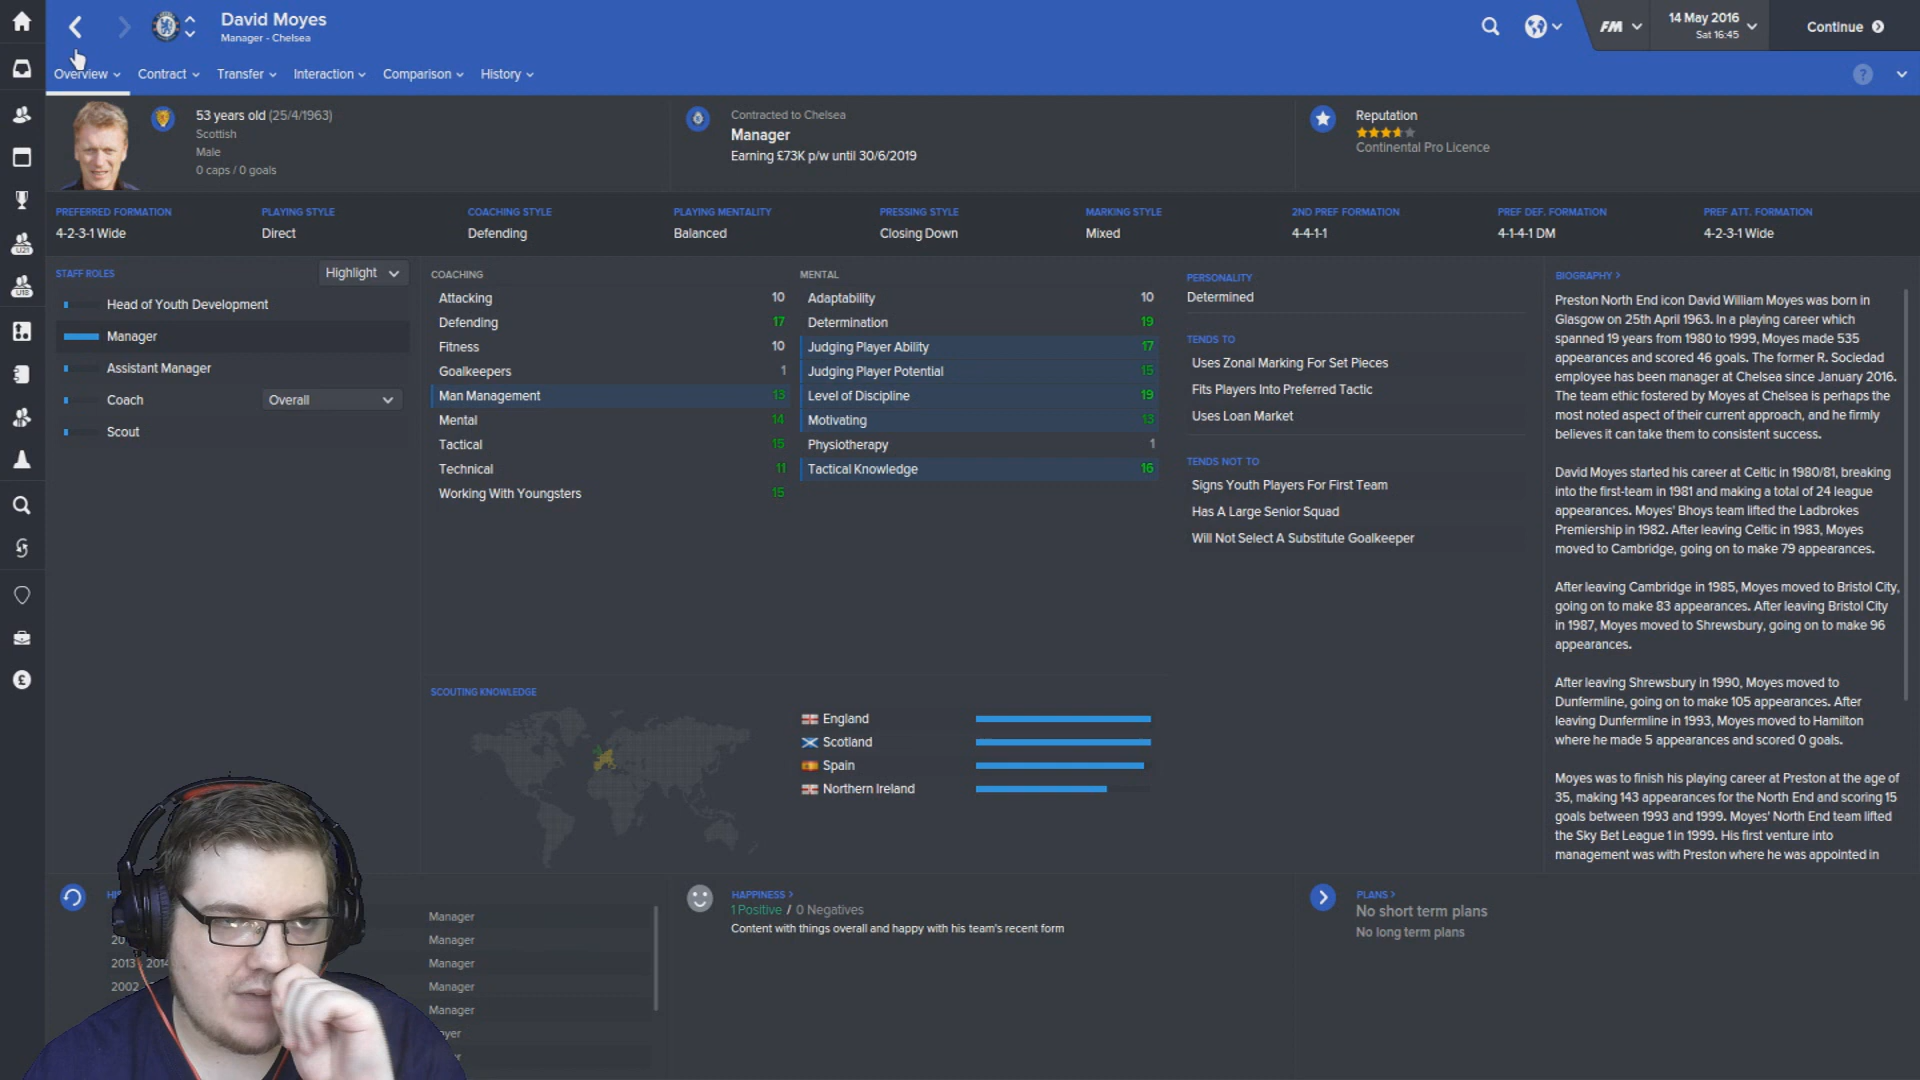 David Moyes
Manager - Chelsea
FM
14 May 2016
Sat 16:45
Continue
Overview
Contract
Transfer
Interaction
Comparison
History
?
53 years old (25/4/1963)
Scottish
Male
0 caps / 0 goals
Contracted to Chelsea
Manager
Earning £73K p/w until 30/6/2019
Reputation
Continental Pro Licence
PREFERRED FORMATION
4-2-3-1 Wide
PLAYING STYLE
Direct
COACHING STYLE
Defending
PLAYING MENTALITY
Balanced
PRESSING STYLE
Closing Down
MARKING STYLE
Mixed
2ND PREF FORMATION
4-4-1-1
PREF DEF. FORMATION
4-1-4-1 DM
PREF ATT. FORMATION
4-2-3-1 Wide
STAFF ROLES
Highlight
Head of Youth Development
Manager
Assistant Manager
Coach Overall
Scout
COACHING
Attacking 10
Defending 17
Fitness 10
Goalkeepers 1
Man Management 13
Mental 14
Tactical 15
Technical 11
Working With Youngsters 15
MENTAL
Adaptability 10
Determination 19
Judging Player Ability 17
Judging Player Potential 15
Level of Discipline 19
Motivating 13
Physiotherapy 1
Tactical Knowledge 16
PERSONALITY
Determined
TENDS TO
Uses Zonal Marking For Set Pieces
Fits Players Into Preferred Tactic
Uses Loan Market
TENDS NOT TO
Signs Youth Players For First Team
Has A Large Senior Squad
Will Not Select A Substitute Goalkeeper
BIOGRAPHY >
Preston North End icon David William Moyes was born in
Glasgow on 25th April 1963. In a playing career which
spanned 19 years from 1980 to 1999, Moyes made 535
appearances and scored 46 goals. The former R. Sociedad
employee has been manager at Chelsea since January 2016.
The team ethic fostered by Moyes at Chelsea is perhaps the
most noted aspect of their current approach, and he firmly
believes it can take them to consistent success.
David Moyes started his career at Celtic in 1980/81, breaking
into the first-team in 1981 and making a total of 24 league
appearances. Moyes' Bhoys team lifted the Ladbrokes
Premiership in 1982. After leaving Celtic in 1983, Moyes
moved to Cambridge, going on to make 79 appearances.
After leaving Cambridge in 1985, Moyes moved to Bristol City,
going on to make 83 appearances. After leaving Bristol City
in 1987, Moyes moved to Shrewsbury, going on to make 96
appearances.
After leaving Shrewsbury in 1990, Moyes moved to
Dunfermline, going on to make 105 appearances. After
leaving Dunfermline in 1993, Moyes moved to Hamilton
where he made 5 appearances and scored 0 goals.
Moyes was to finish his playing career at Preston at the age of
35, making 143 appearances for the North End and scoring 15
goals between 1993 and 1999. Moyes' North End team lifted
the Sky Bet League 1 in 1999. His first venture into
management was with Preston where he was appointed in
SCOUTING KNOWLEDGE
England
Scotland
Spain
Northern Ireland
Manager
Manager
2013 - 2014 Manager
2002 Manager
Manager
HAPPINESS >
1 Positive / 0 Negatives
Content with things overall and happy with his team's recent form
PLANS >
No short term plans
No long term plans
U21
U18
£